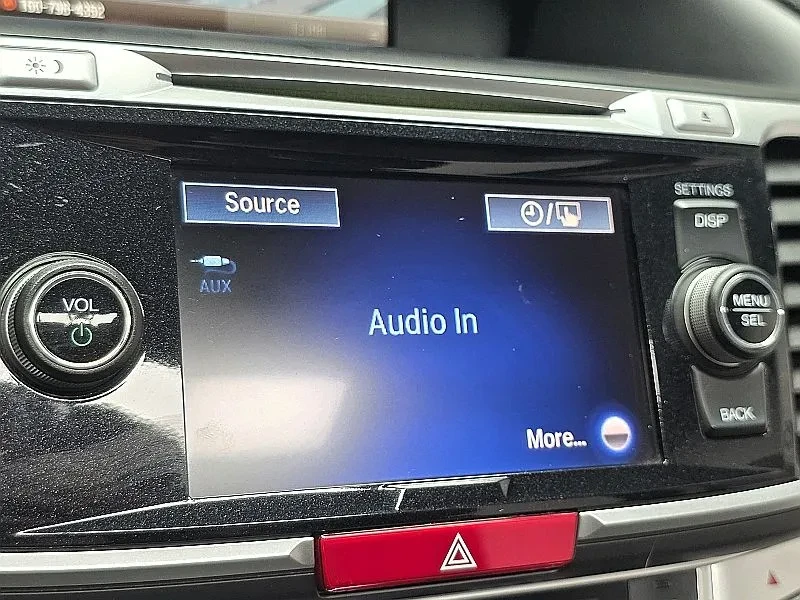 Source
AUX
Audio In
More...
VOL
SETTINGS
DISP
MENU
SEL
BACK